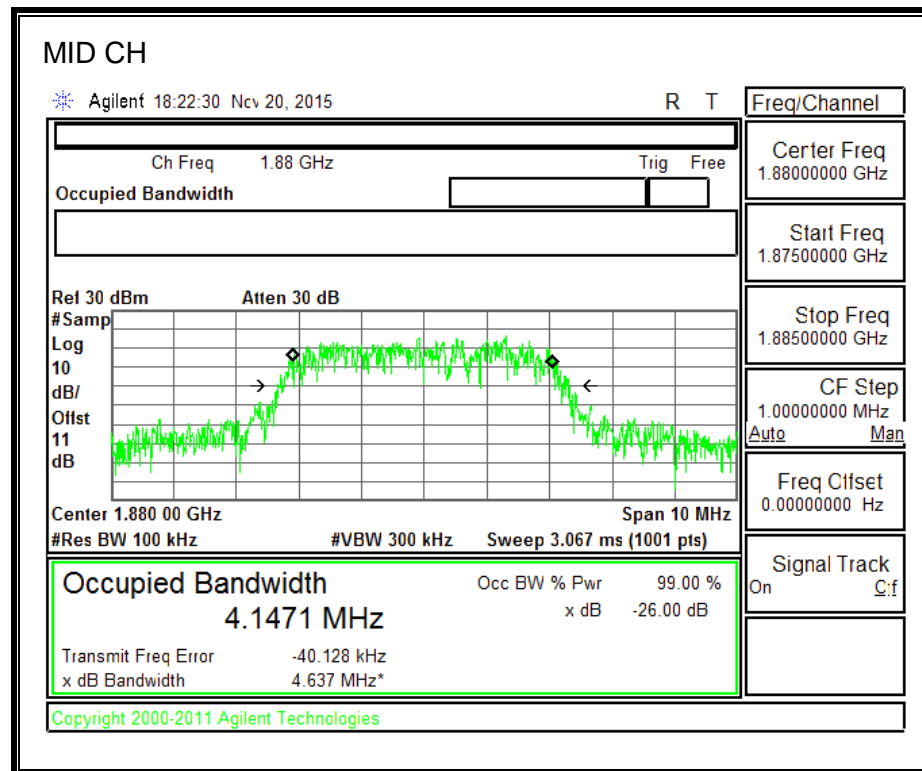 MID CH
Agilent 18:22:30 Nov 20, 2015 R T
Freq/Channel
Ch Freq 1.88 GHz Trig Free
Occupied Bandwidth
Center Freq
1.88000000 GHz
Start Freq
1.87500000 GHz
Stop Freq
1.88500000 GHz
CF Step
1.00000000 MHz
Auto Man
Freq Offset
0.00000000 Hz
Signal Track
On Off
Ref 30 dBm Atten 30 dB
#Samp
Log
10
dB/
Offst
11
dB
Center 1.880 00 GHz Span 10 MHz
#Res BW 100 kHz #VBW 300 kHz Sweep 3.067 ms (1001 pts)
Occupied Bandwidth Occ BW % Pwr 99.00 %
4.1471 MHz x dB -26.00 dB
Transmit Freq Error -40.128 kHz
x dB Bandwidth 4.637 MHz*
Copyright 2000-2011 Agilent Technologies